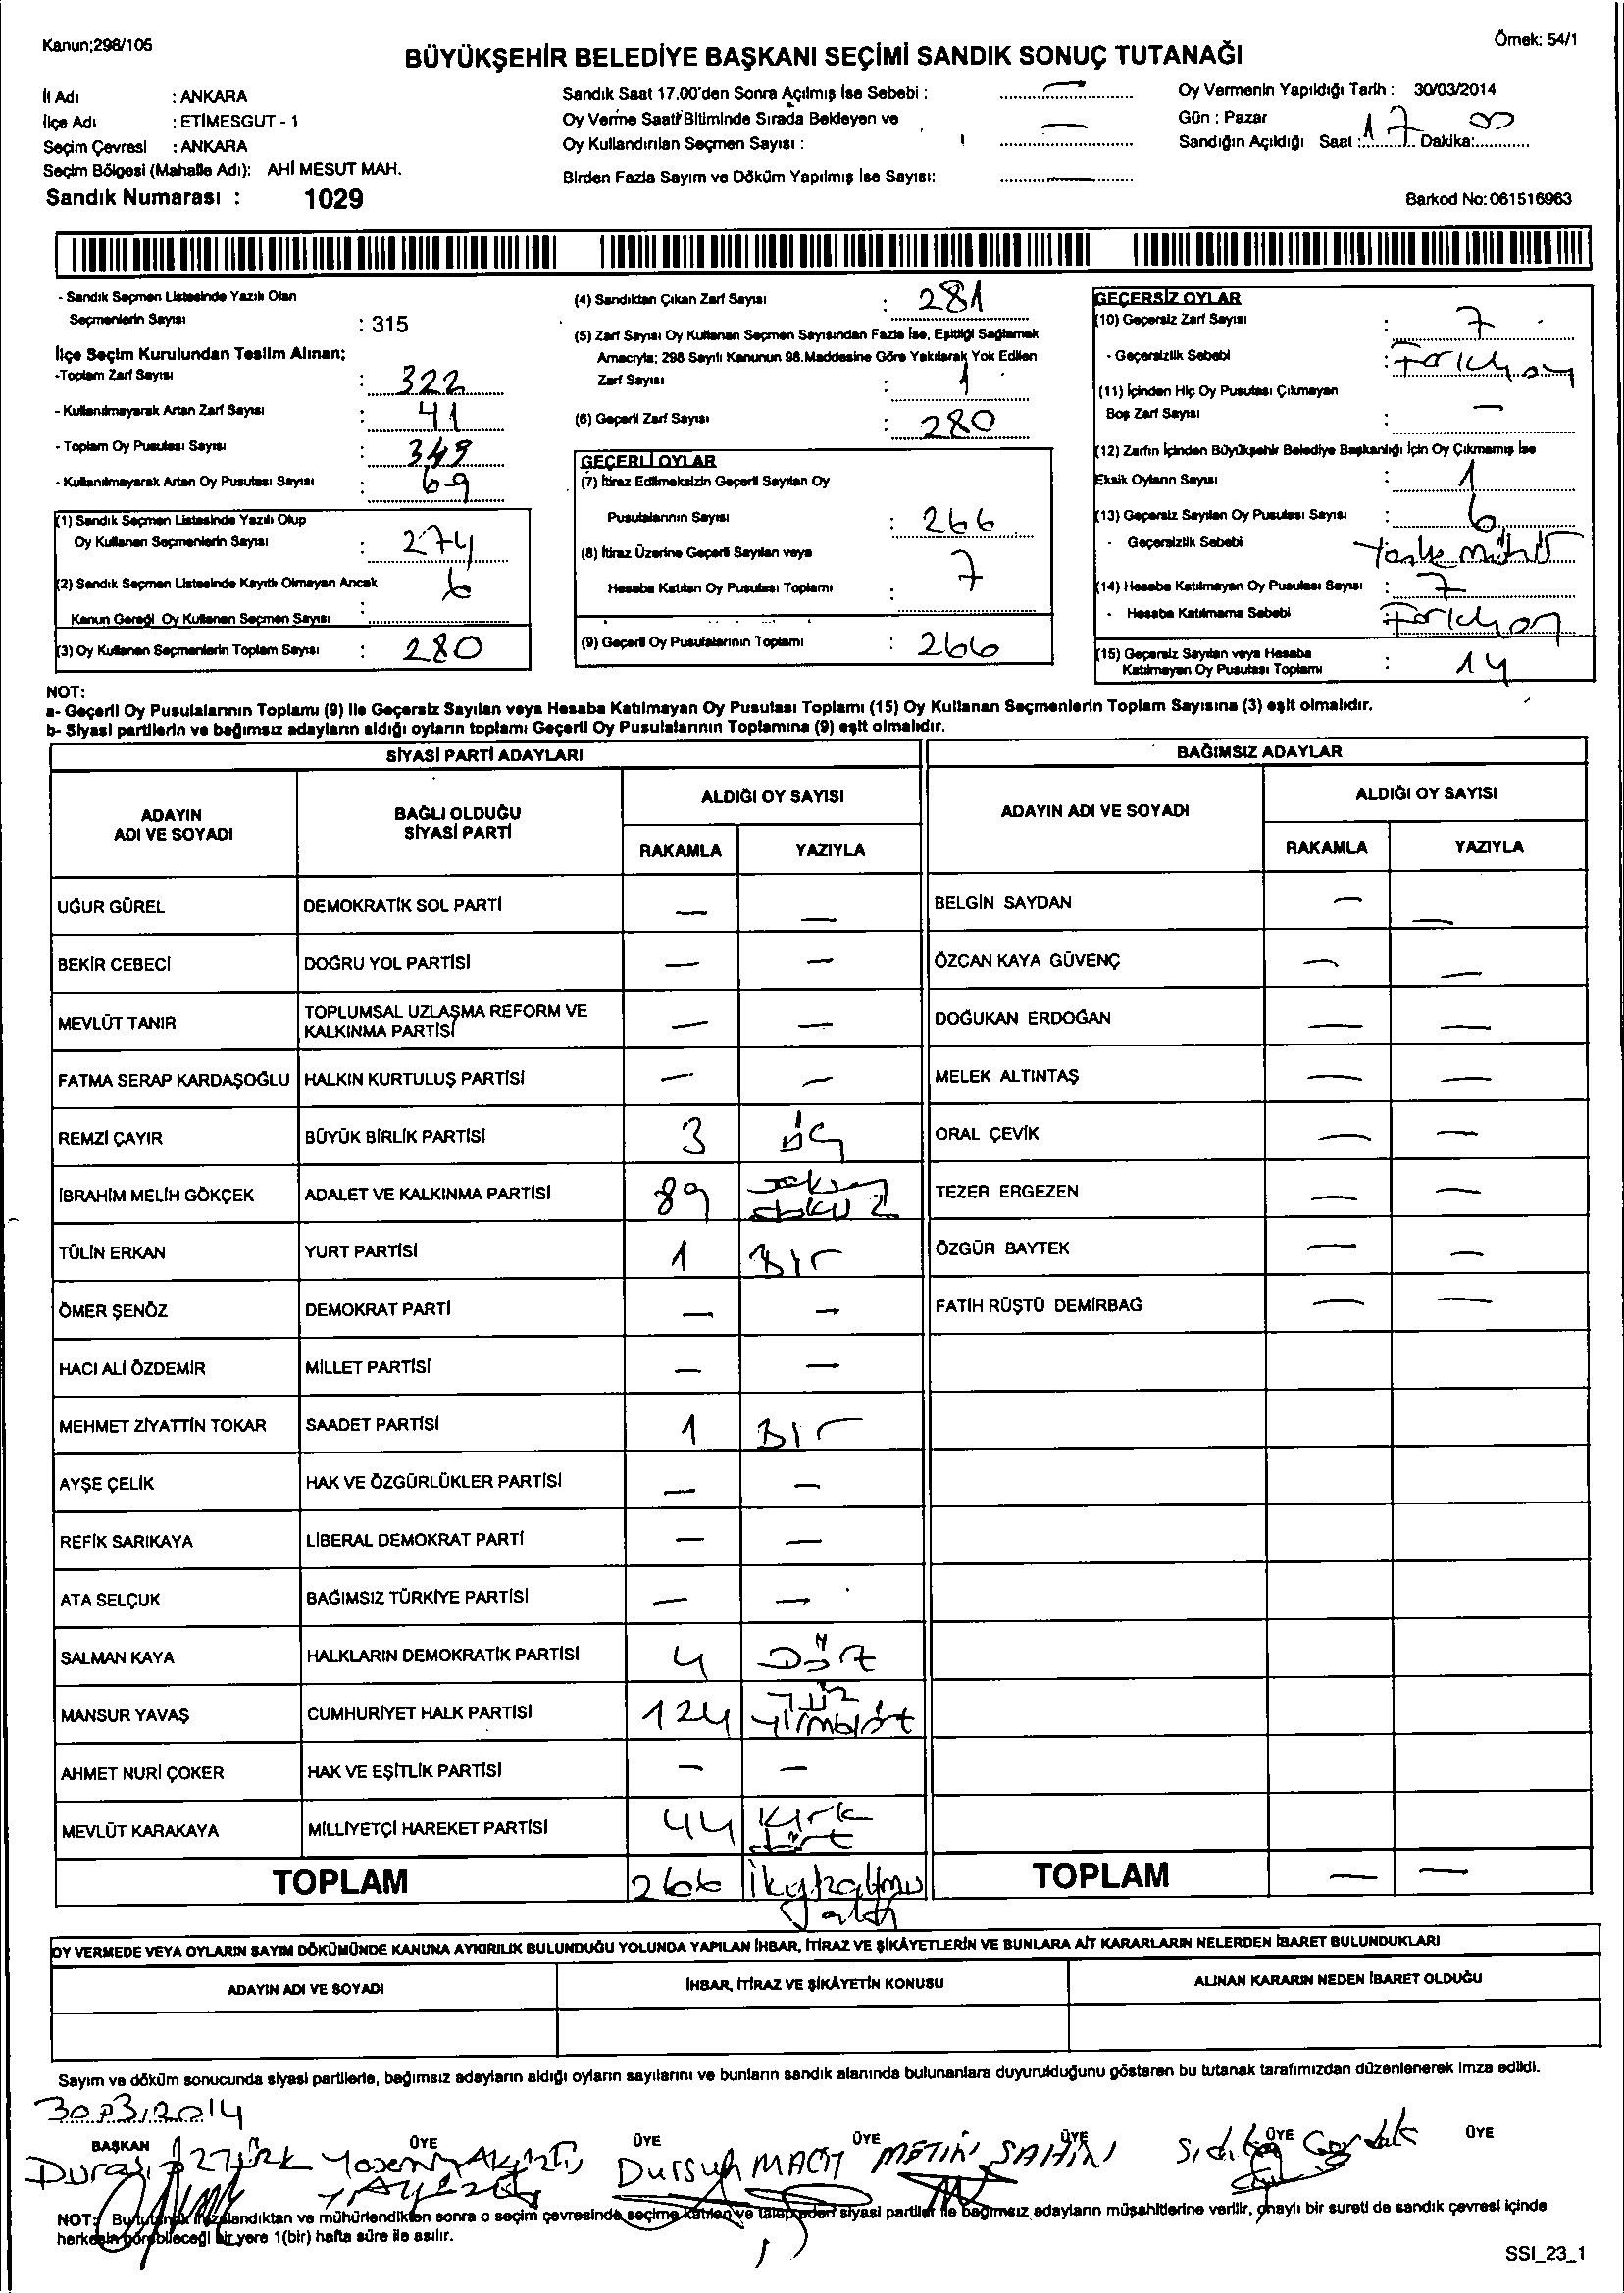 Kanun;298/105
Örnek: 54/1
BÜYÜKŞEHİR BELEDİYE BAŞKANI SEÇİMİ SANDIK SONUÇ TUTANAĞI
İl Adı : ANKARA
İlçe Adı : ETİMESGUT - 1
Seçim Çevresi : ANKARA
Seçim Bölgesi (Mahalle Adı): AHİ MESUT MAH.
Sandık Numarası : 1029
Sandık Saat 17.00'den Sonra Açılmış İse Sebebi : —
Oy Verme Saati Bitiminde Sırada Bekleyen ve
Oy Kullandırılan Seçmen Sayısı : —
Birden Fazla Sayım ve Döküm Yapılmış İse Sayısı: —
Oy Vermenin Yapıldığı Tarih : 30/03/2014
Gün : Pazar
Sandığın Açıldığı Saat : 17 Dakika: 00
Barkod No: 061516963
- Sandık Seçmen Listesinde Yazılı Olan
Seçmenlerin Sayısı : 315
İlçe Seçim Kurulundan Teslim Alınan;
-Toplam Zarf Sayısı : 322
- Kullanılmayarak Artan Zarf Sayısı : 41
- Toplam Oy Pusulası Sayısı : 349
- Kullanılmayarak Artan Oy Pusulası Sayısı : 69
(1) Sandık Seçmen Listesinde Yazılı Olup
Oy Kullanan Seçmenlerin Sayısı : 274
(2) Sandık Seçmen Listesinde Kayıtlı Olmayan Ancak
Kanun Gereği Oy Kullanan Seçmen Sayısı : 6
(3) Oy Kullanan Seçmenlerin Toplam Sayısı : 280
(4) Sandıktan Çıkan Zarf Sayısı : 281
(5) Zarf Sayısı Oy Kullanan Seçmen Sayısından Fazla İse, Eşitliği Sağlamak
Amacıyla; 298 Sayılı Kanunun 98.Maddesine Göre Yakılarak Yok Edilen
Zarf Sayısı : 1
(6) Geçerli Zarf Sayısı : 280
GEÇERLİ OYLAR
(7) İtiraz Edilmeksizin Geçerli Sayılan Oy
Pusulalarının Sayısı : 266
(8) İtiraz Üzerine Geçerli Sayılan veya
Hesaba Katılan Oy Pusulası Toplamı : 7
(9) Geçerli Oy Pusulalarının Toplamı : 266
GEÇERSİZ OYLAR
(10) Geçersiz Zarf Sayısı : 7
- Geçersizlik Sebebi :
(11) İçinden Hiç Oy Pusulası Çıkmayan
Boş Zarf Sayısı : —
(12) Zarfın İçinden Büyükşehir Belediye Başkanlığı İçin Oy Çıkmamış İse
Eksik Oyların Sayısı : 1
(13) Geçersiz Sayılan Oy Pusulası Sayısı : 6
- Geçersizlik Sebebi
(14) Hesaba Katılmayan Oy Pusulası Sayısı : 7
- Hesaba Katılmama Sebebi :
(15) Geçersiz Sayılan veya Hesaba
Katılmayan Oy Pusulası Toplamı : 14
NOT:
a- Geçerli Oy Pusulalarının Toplamı (9) ile Geçersiz Sayılan veya Hesaba Katılmayan Oy Pusulası Toplamı (15) Oy Kullanan Seçmenlerin Toplam Sayısına (3) eşit olmalıdır.
b- Siyasi partilerin ve bağımsız adayların aldığı oyların toplamı Geçerli Oy Pusulalarının Toplamına (9) eşit olmalıdır.
SİYASİ PARTİ ADAYLARI
ADAYIN ADI VE SOYADI
BAĞLI OLDUĞU SİYASİ PARTİ
ALDIĞI OY SAYISI
RAKAMLA YAZIYLA
UĞUR GÜREL DEMOKRATİK SOL PARTİ — —
BEKİR CEBECİ DOĞRU YOL PARTİSİ — —
MEVLÜT TANIR TOPLUMSAL UZLAŞMA REFORM VE KALKINMA PARTİSİ — —
FATMA SERAP KARDAŞOĞLU HALKIN KURTULUŞ PARTİSİ — —
REMZİ ÇAYIR BÜYÜK BİRLİK PARTİSİ 3 üç
İBRAHİM MELİH GÖKÇEK ADALET VE KALKINMA PARTİSİ 89 seksen dokuz
TÜLİN ERKAN YURT PARTİSİ 1 Bir
ÖMER ŞENÖZ DEMOKRAT PARTİ — —
HACI ALİ ÖZDEMİR MİLLET PARTİSİ — —
MEHMET ZİYATTİN TOKAR SAADET PARTİSİ 1 Bir
AYŞE ÇELİK HAK VE ÖZGÜRLÜKLER PARTİSİ — —
REFİK SARIKAYA LİBERAL DEMOKRAT PARTİ — —
ATA SELÇUK BAĞIMSIZ TÜRKİYE PARTİSİ — —
SALMAN KAYA HALKLARIN DEMOKRATİK PARTİSİ 4 Dört
MANSUR YAVAŞ CUMHURİYET HALK PARTİSİ 124 yüz
AHMET NURİ ÇOKER HAK VE EŞİTLİK PARTİSİ — —
MEVLÜT KARAKAYA MİLLİYETÇİ HAREKET PARTİSİ 44 Kırk dört
TOPLAM 266
BAĞIMSIZ ADAYLAR
ADAYIN ADI VE SOYADI
ALDIĞI OY SAYISI
RAKAMLA YAZIYLA
BELGİN SAYDAN — —
ÖZCAN KAYA GÜVENÇ — —
DOĞUKAN ERDOĞAN — —
MELEK ALTINTAŞ — —
ORAL ÇEVİK — —
TEZER ERGEZEN — —
ÖZGÜR BAYTEK — —
FATİH RÜŞTÜ DEMİRBAĞ — —
TOPLAM — —
OY VERMEDE VEYA OYLARIN SAYIM DÖKÜMÜNDE KANUNA AYKIRILIK BULUNDUĞU YOLUNDA YAPILAN İHBAR, İTİRAZ VE ŞİKÂYETLERİN VE BUNLARA AİT KARARLARIN NELERDEN İBARET BULUNDUKLARI
ADAYIN ADI VE SOYADI
İHBAR, İTİRAZ VE ŞİKÂYETİN KONUSU
ALINAN KARARIN NEDEN İBARET OLDUĞU
Sayım ve döküm sonucunda siyasi partilerle, bağımsız adayların aldığı oyların sayılarını ve bunların sandık alanında bulunanlara duyurulduğunu gösteren bu tutanak tarafımızdan düzenlenerek imza edildi.
30.03.2014
BAŞKAN ÜYE ÜYE ÜYE ÜYE ÜYE ÜYE
Dursun METİN ŞAHİN
NOT: Bu tutanak imzalandıktan ve mühürlendikten sonra o seçim çevresinde seçime katılan ve talep eden siyasi partiler ile bağımsız adayların müşahitlerine verilir, onaylı bir sureti de sandık çevresi içinde
herkesin görebileceği bir yere 1(bir) hafta süre ile asılır.
SSI_23_1